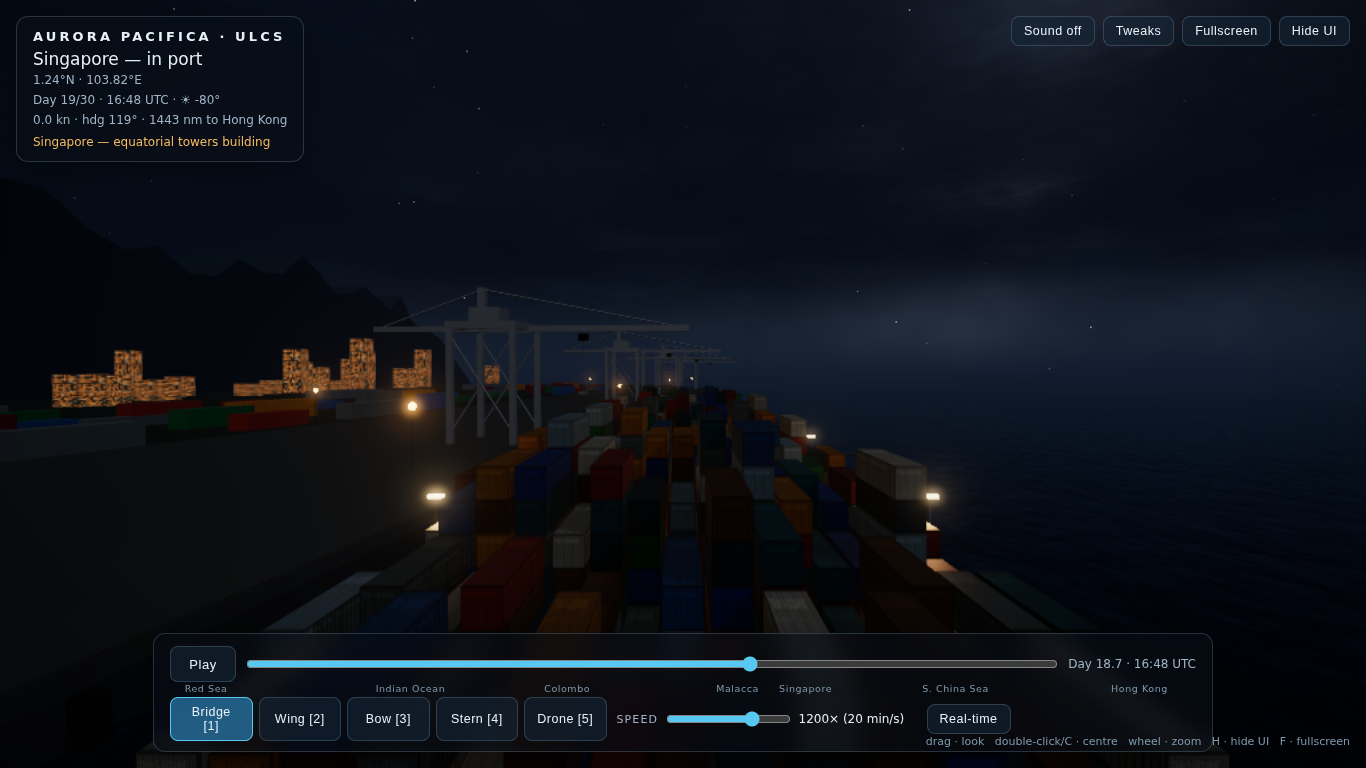 AURORA PACIFICA · ULCS
Singapore — in port
1.24°N · 103.82°E
Day 19/30 · 16:48 UTC · ☀ -80°
0.0 kn · hdg 119° · 1443 nm to Hong Kong
Singapore — equatorial towers building
Sound off
Tweaks
Fullscreen
Hide UI
Play
Day 18.7 · 16:48 UTC
Red Sea
Indian Ocean
Colombo
Malacca
Singapore
S. China Sea
Hong Kong
Bridge
[1]
Wing [2]
Bow [3]
Stern [4]
Drone [5]
SPEED
1200× (20 min/s)
Real-time
drag · look double-click/C · centre wheel · zoom H · hide UI F · fullscreen